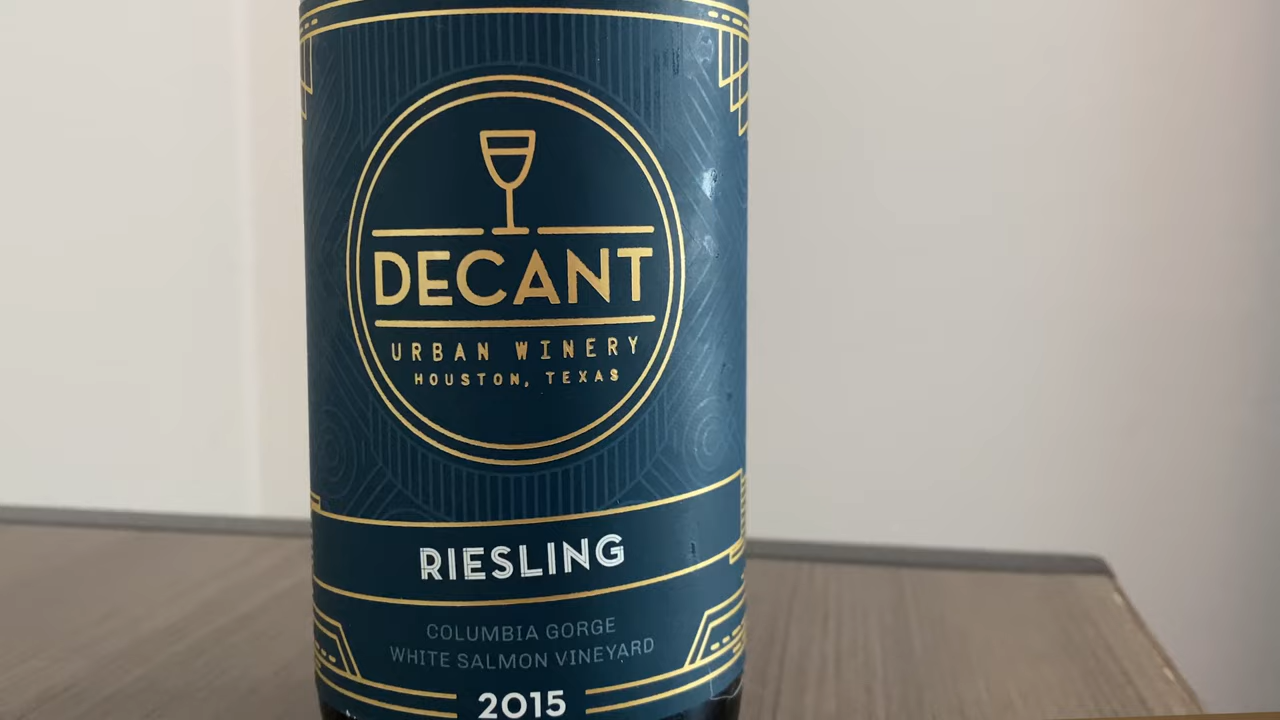 DECANT
URBAN WINERY
HOUSTON, TEXAS
RIESLING
COLUMBIA GORGE
WHITE SALMON VINEYARD
2015